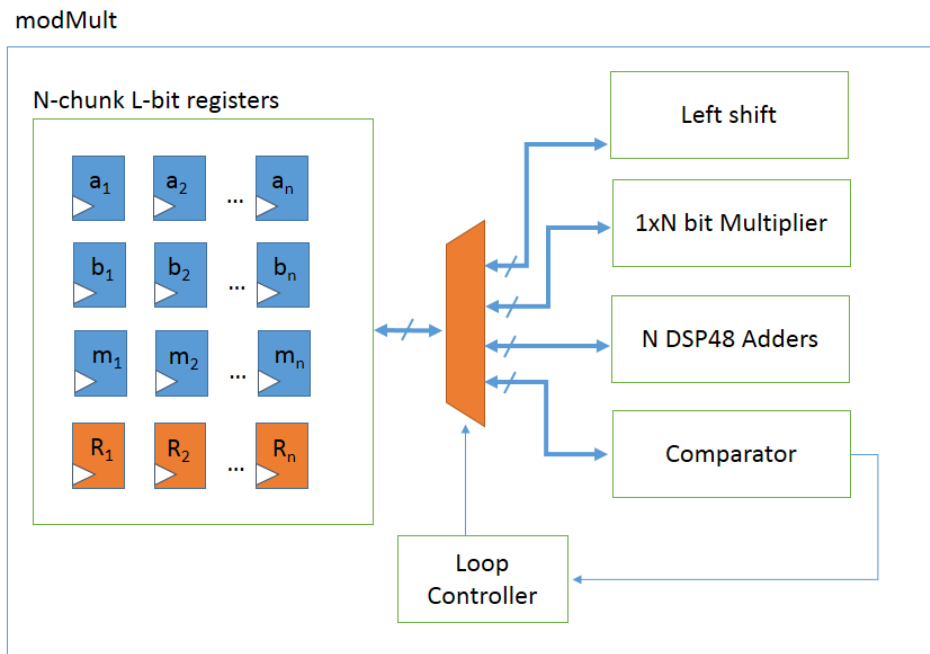 modMult
N-chunk L-bit registers
a₁ a₂ ... aₙ
b₁ b₂ ... bₙ
m₁ m₂ ... mₙ
R₁ R₂ ... Rₙ
Left shift
1xN bit Multiplier
N DSP48 Adders
Comparator
Loop
Controller